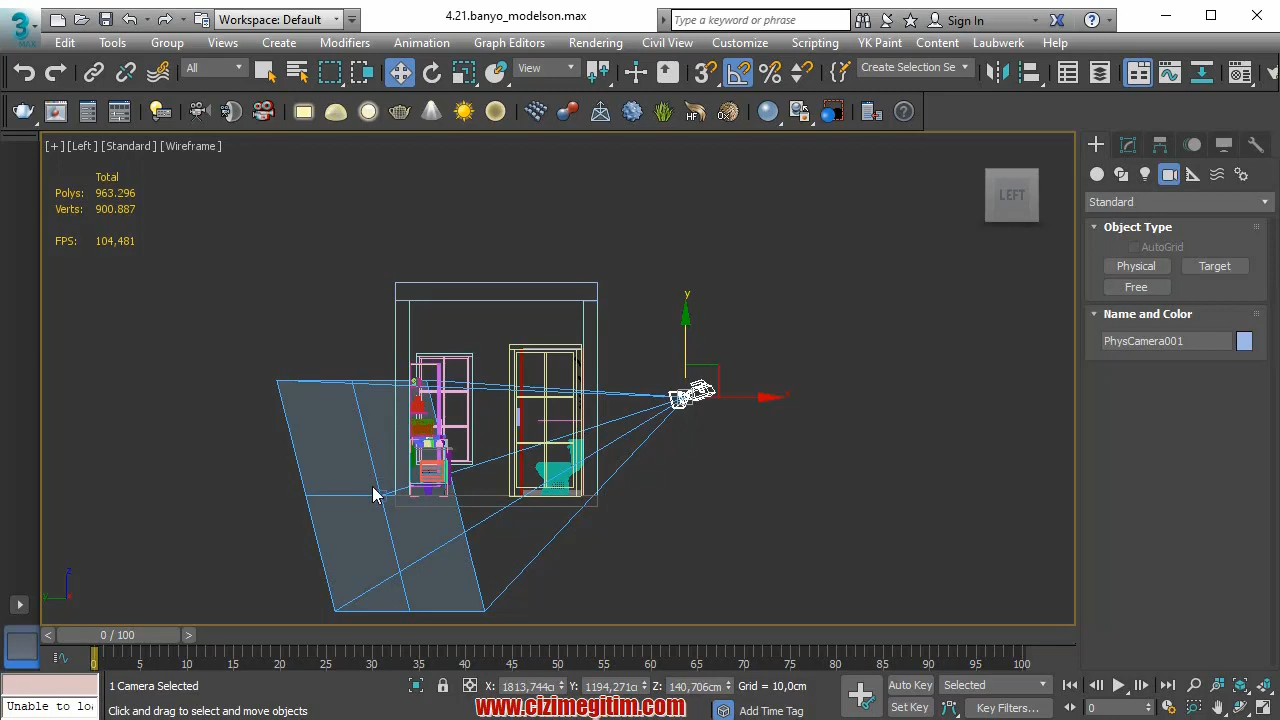 3
MAX
Workspace: Default
4.21.banyo_modelson.max
Type a keyword or phrase
Sign In
Edit Tools Group Views Create Modifiers Animation Graph Editors Rendering Civil View Customize Scripting YK Paint Content Laubwerk Help
All
View
3
Create Selection Se
HF
[+] [Left] [Standard] [Wireframe]
Total
Polys: 963.296
Verts: 900.887
FPS: 104,481
LEFT
Standard
Object Type
AutoGrid
Physical Target
Free
Name and Color
PhysCamera001
y
x
z
y
x
< 0 / 100 >
0 5 10 15 20 25 30 35 40 45 50 55 60 65 70 75 80 85 90 95 100
1 Camera Selected
X: 1813,744cı Y: 1194,271cı Z: 140,706cm Grid = 10,0cm
Auto Key Selected
Unable to lo
Click and drag to select and move objects
www.cizimegitim.com
Add Time Tag
Set Key Key Filters...
0